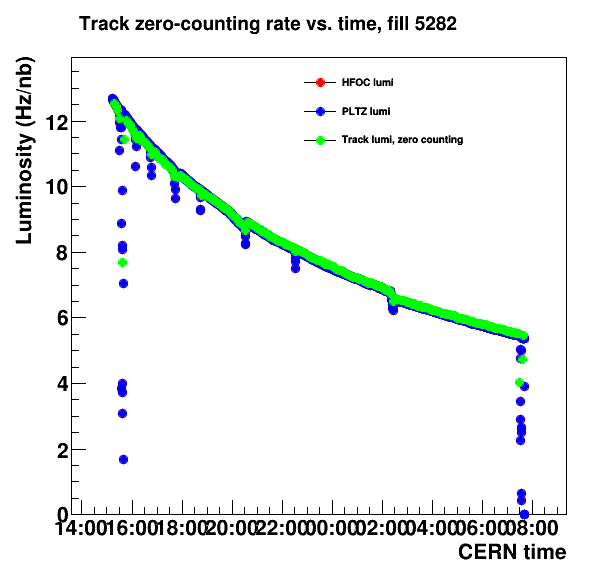 Track zero-counting rate vs. time, fill 5282
Luminosity (Hz/nb)
HFOC lumi
PLTZ lumi
Track lumi, zero counting
12
10
8
6
4
2
0
14:00 16:00 18:00 20:00 22:00 00:00 02:00 04:00 06:00 08:00
CERN time